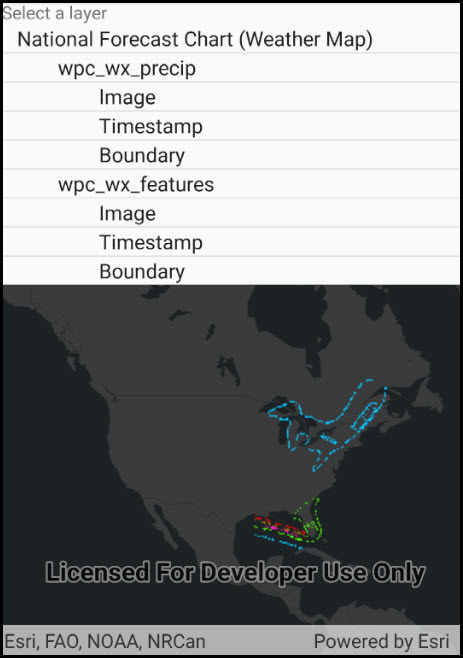 Select a layer
National Forecast Chart (Weather Map)
wpc_wx_precip
Image
Timestamp
Boundary
wpc_wx_features
Image
Timestamp
Boundary
Licensed For Developer Use Only
Esri, FAO, NOAA, NRCan
Powered by Esri